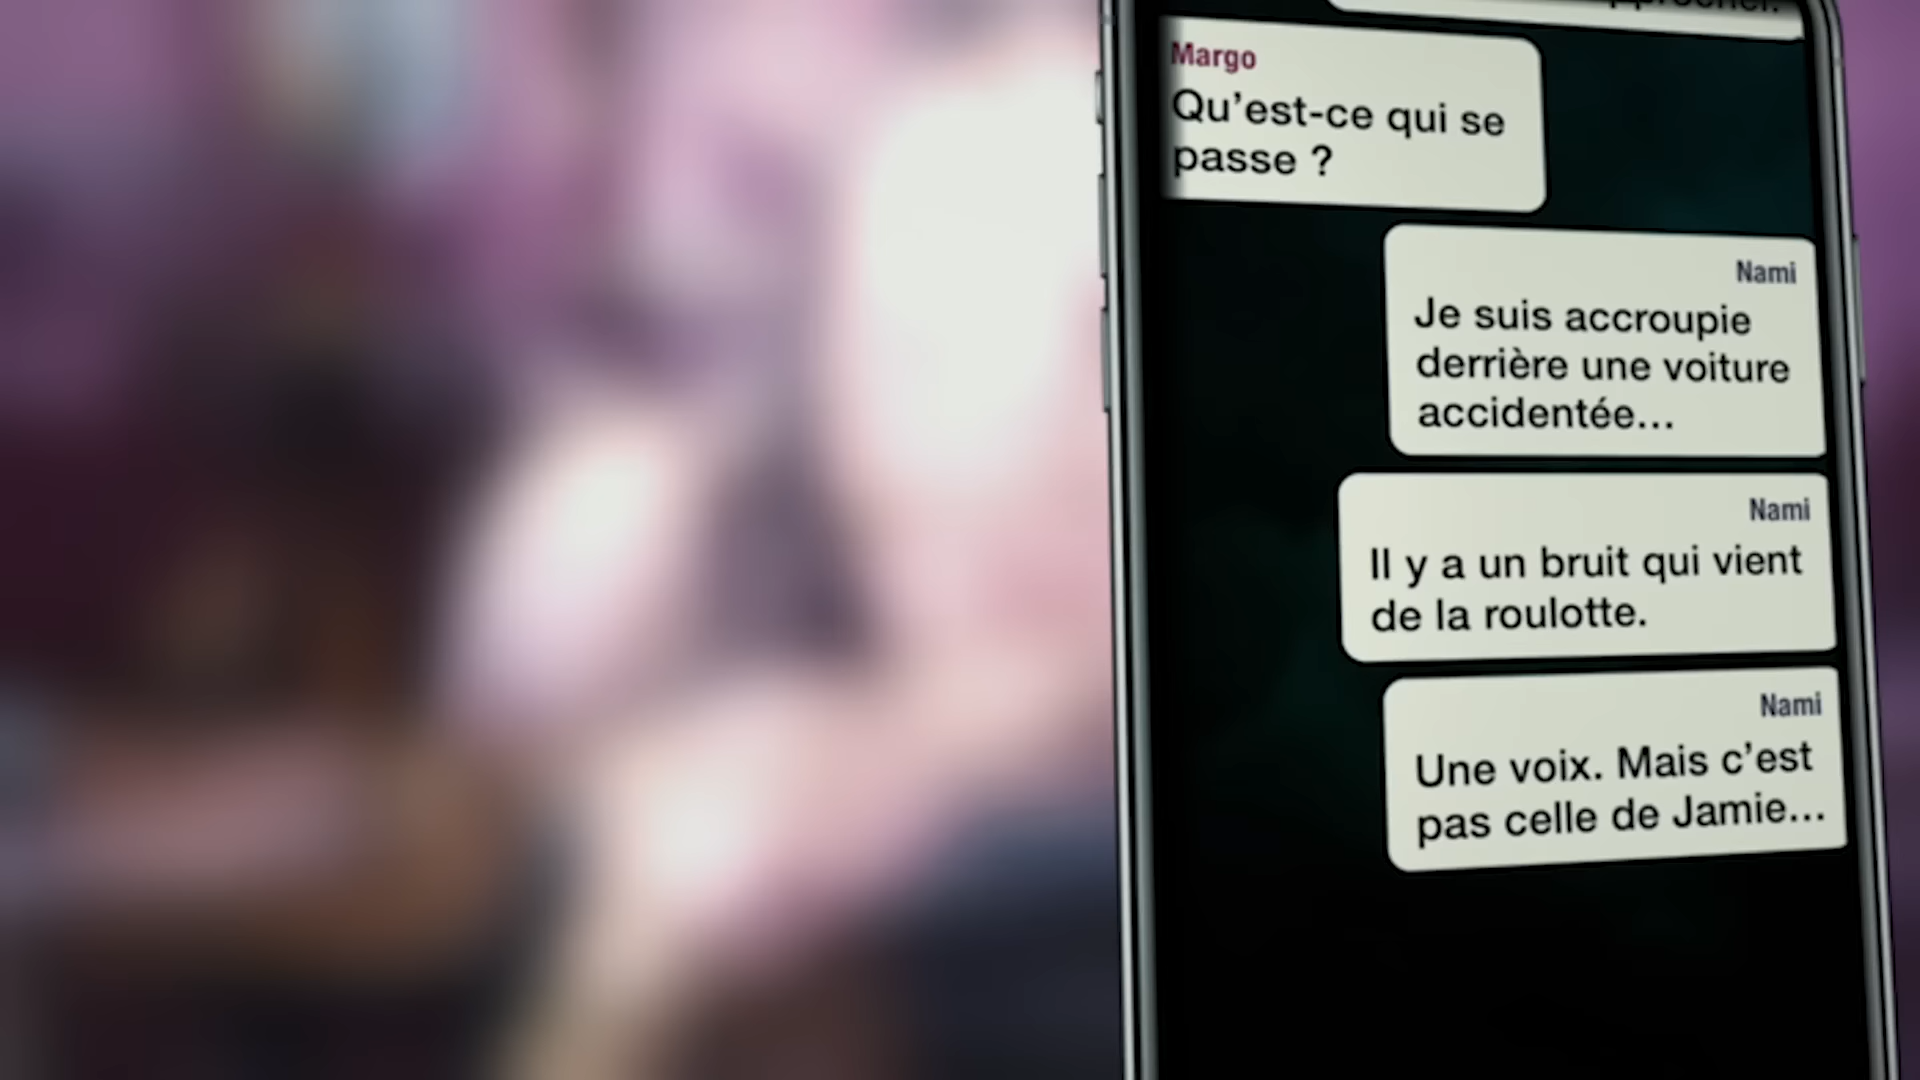 Margo
Qu’est-ce qui se
passe ?
Nami
Je suis accroupie
derrière une voiture
accidentée...
Nami
Il y a un bruit qui vient
de la roulotte.
Nami
Une voix. Mais c’est
pas celle de Jamie...